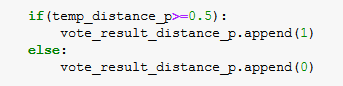 if(temp_distance_p>=0.5):
    vote_result_distance_p.append(1)
else:
    vote_result_distance_p.append(0)